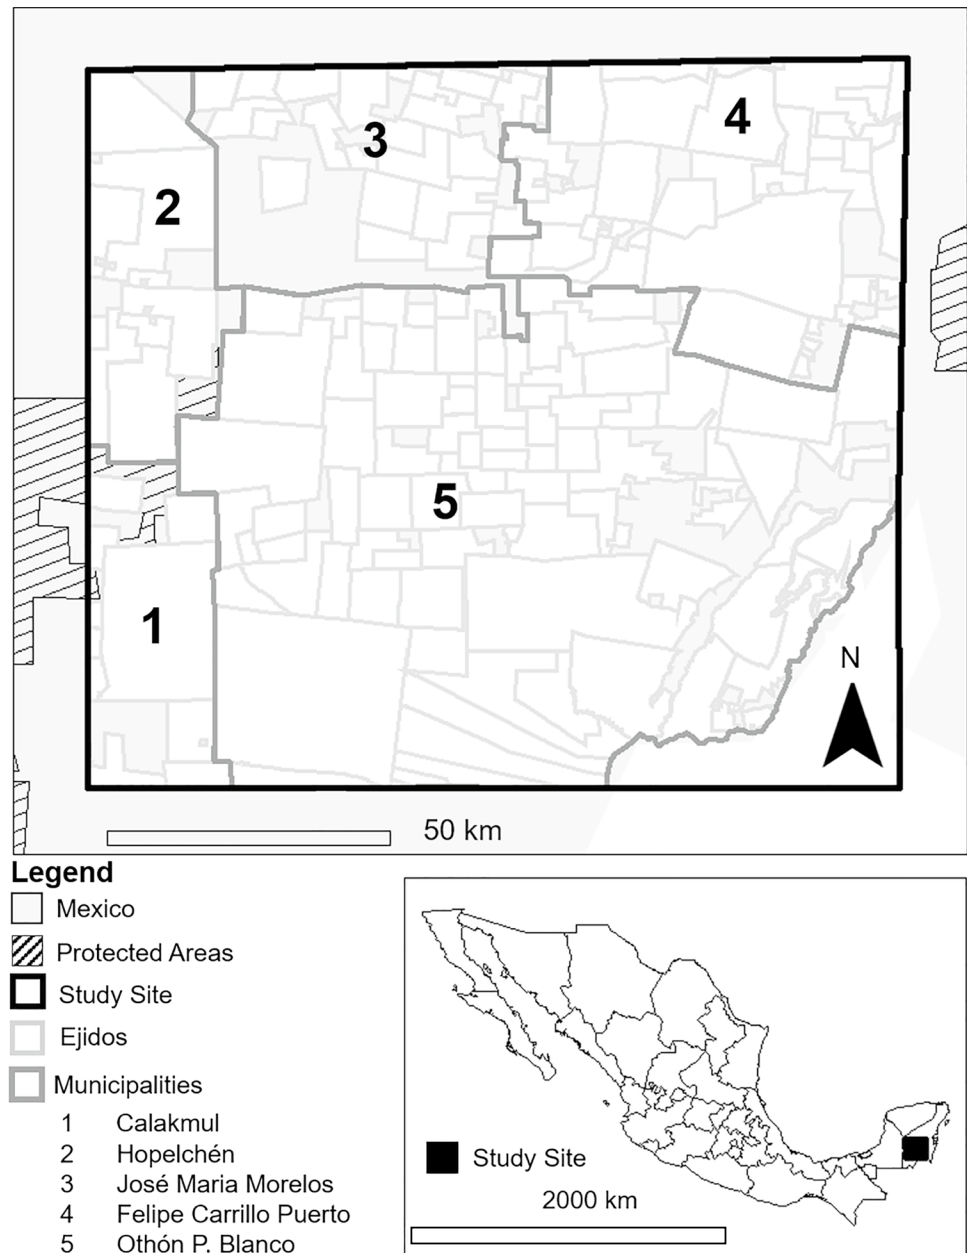 3
4
2
5
1
N
50 km
Legend
Mexico
Protected Areas
Study Site
Ejidos
Municipalities
1 Calakmul
2 Hopelchén
3 José Maria Morelos
4 Felipe Carrillo Puerto
5 Othón P. Blanco
Study Site
2000 km